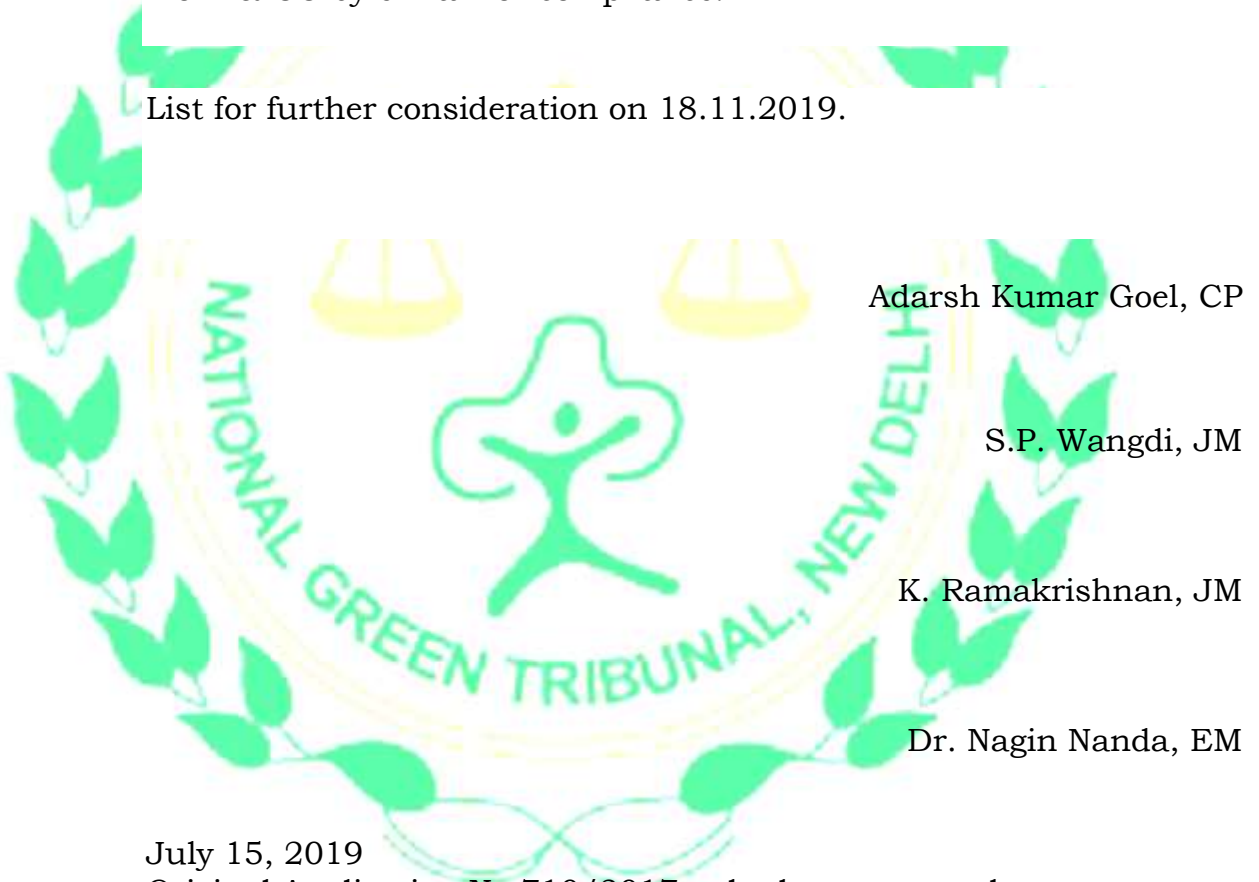 List for further consideration on 18.11.2019.
Adarsh Kumar Goel, CP
S.P. Wangdi, JM
K. Ramakrishnan, JM
Dr. Nagin Nanda, EM
NATIONAL GREEN TRIBUNAL, NEW DELHI
July 15, 2019